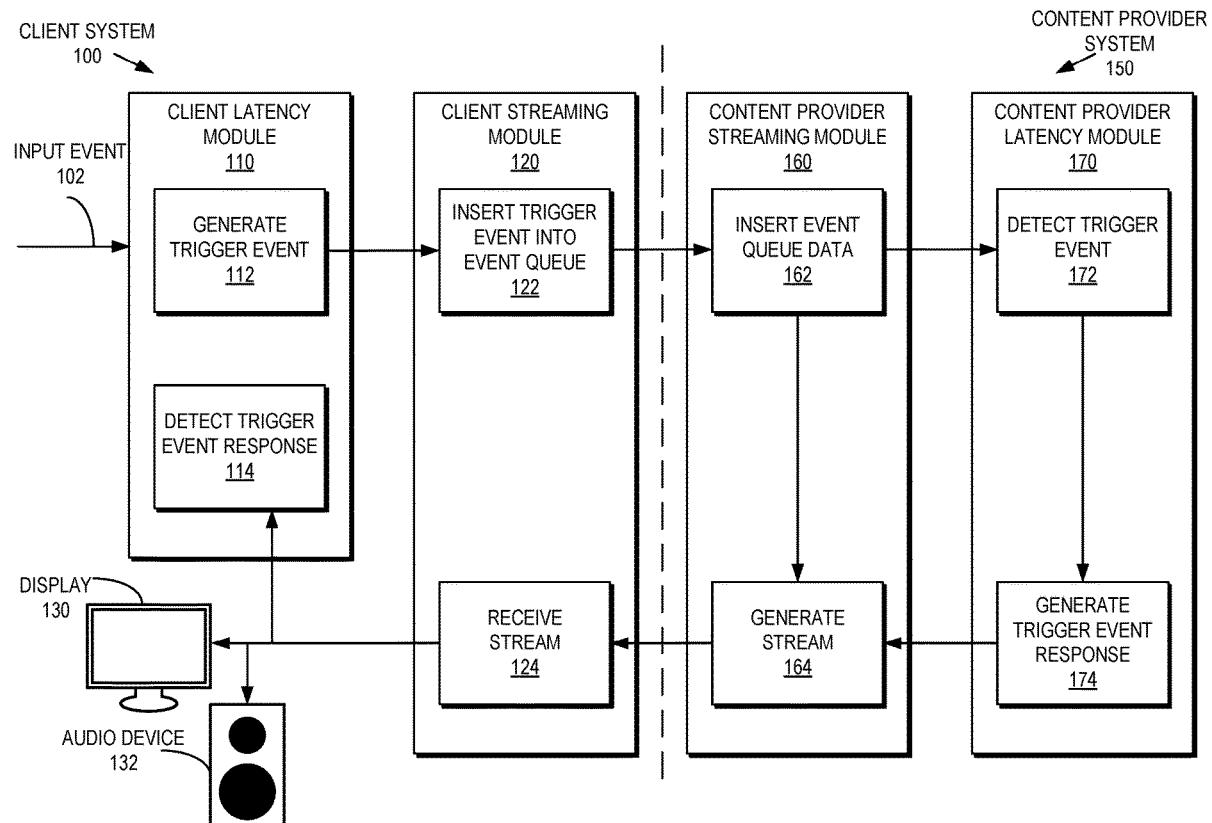 CLIENT SYSTEM
100
CONTENT PROVIDER
SYSTEM
150
INPUT EVENT
102
CLIENT LATENCY
MODULE
110
GENERATE
TRIGGER EVENT
112
DETECT TRIGGER
EVENT RESPONSE
114
CLIENT STREAMING
MODULE
120
INSERT TRIGGER
EVENT INTO
EVENT QUEUE
122
RECEIVE
STREAM
124
CONTENT PROVIDER
STREAMING MODULE
160
INSERT EVENT
QUEUE DATA
162
GENERATE
STREAM
164
CONTENT PROVIDER
LATENCY MODULE
170
DETECT TRIGGER
EVENT
172
GENERATE
TRIGGER EVENT
RESPONSE
174
DISPLAY
130
AUDIO DEVICE
132